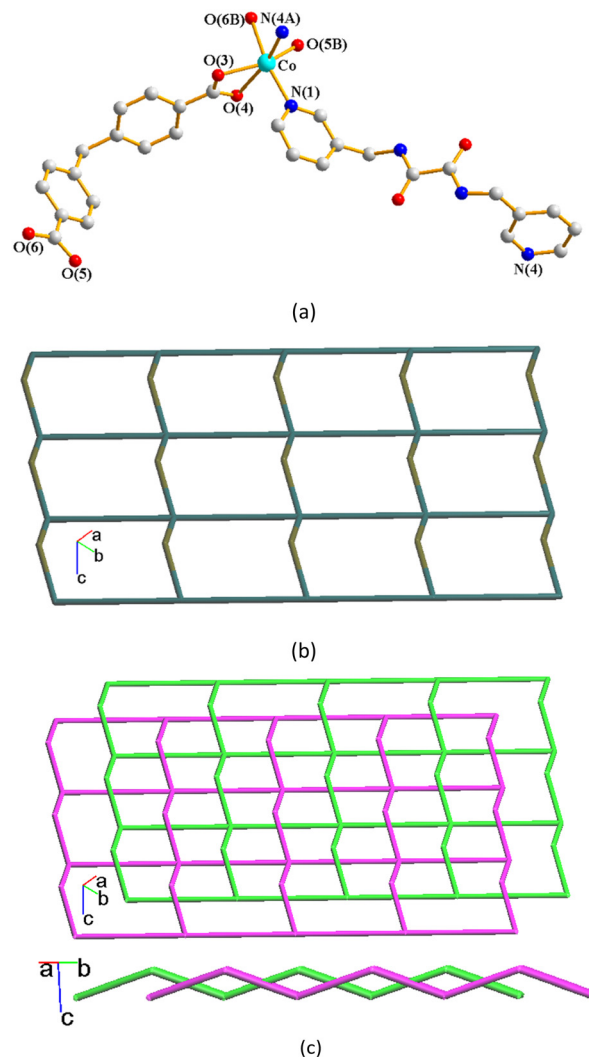 O(6B) N(4A)
O(5B)
O(3)
Co
O(4)
N(1)
O(6)
O(5)
N(4)
(a)
a
b
c
(b)
a
b
c
a b
c
(c)